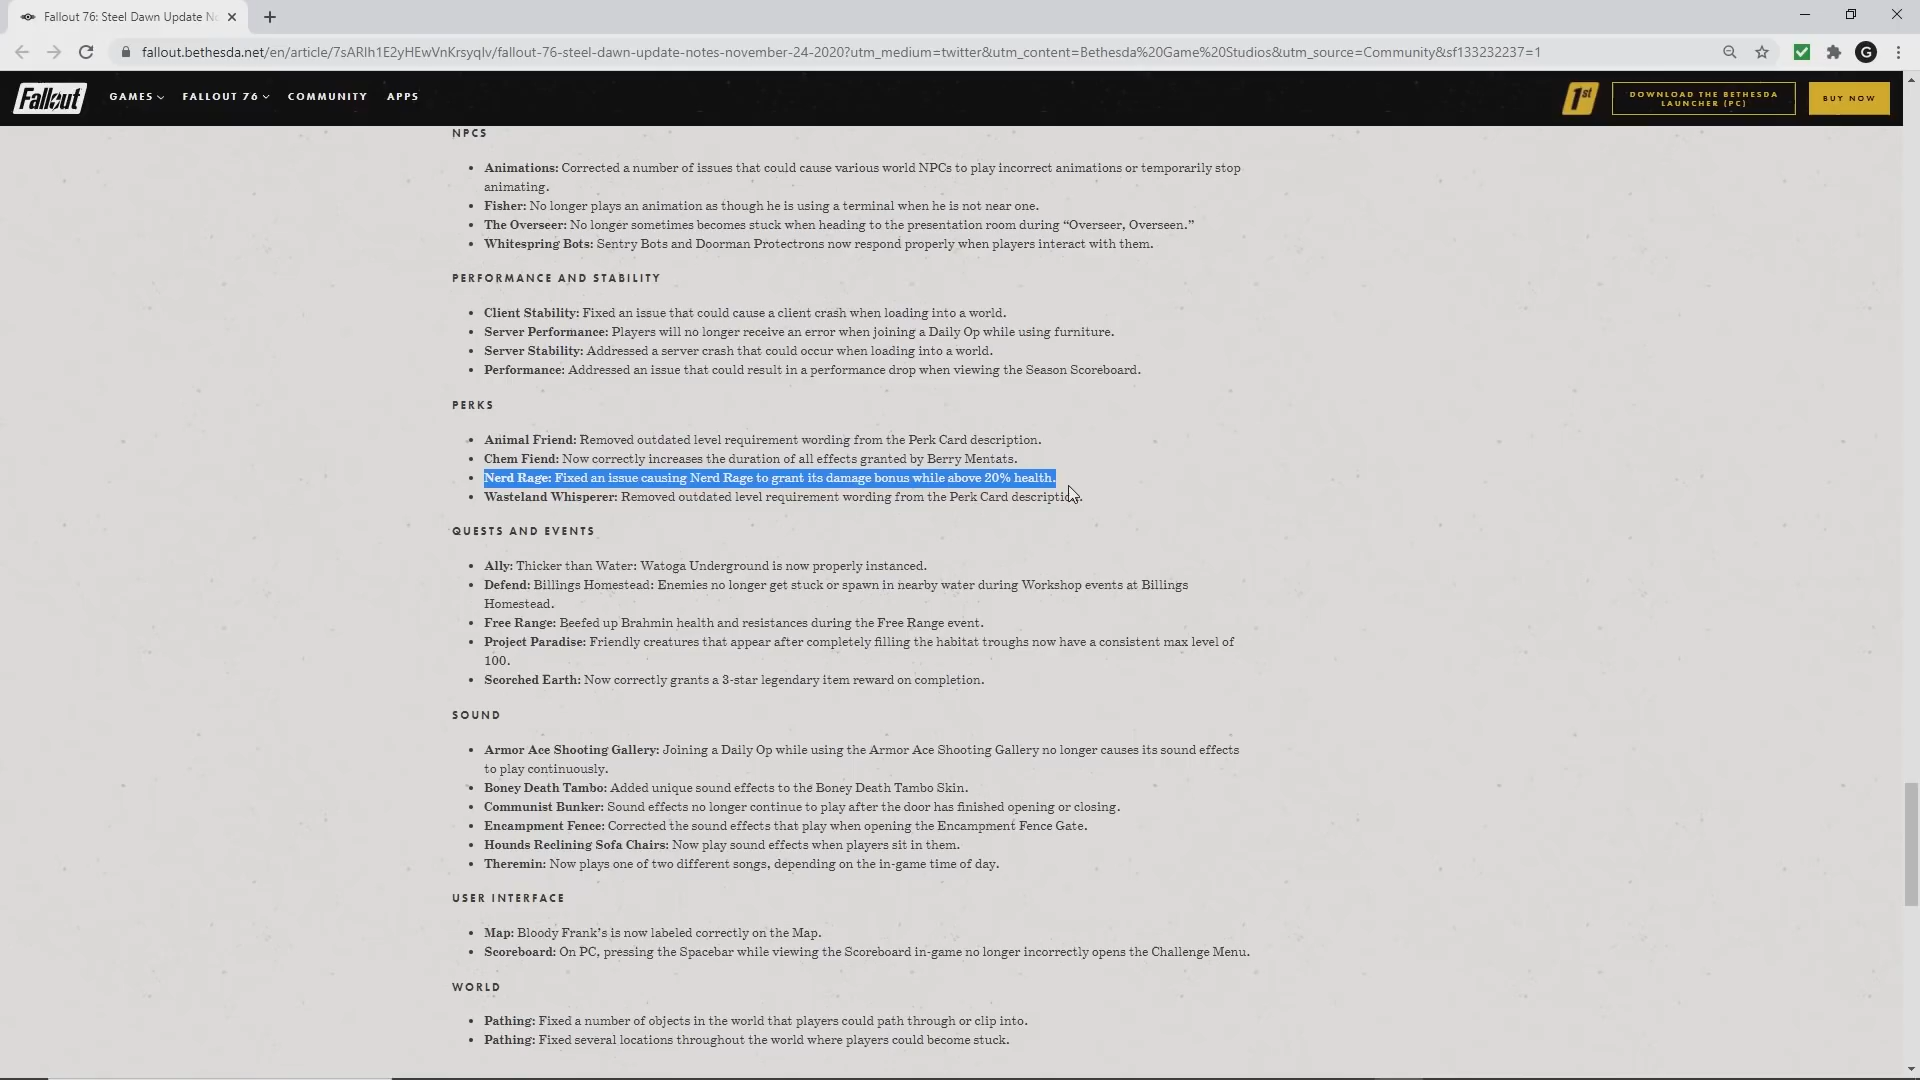 Fallout 76: Steel Dawn Update No
fallout.bethesda.net/en/article/7sARlh1E2yHEwVnKrsyqlv/fallout-76-steel-dawn-update-notes-november-24-2020?utm_medium=twitter&utm_content=Bethesda%20Game%20Studios&utm_source=Community&sf133232237=1
G
Fallout
GAMES
FALLOUT 76
COMMUNITY
APPS
1st
DOWNLOAD THE BETHESDA
LAUNCHER (PC)
BUY NOW
NPCS
• Animations: Corrected a number of issues that could cause various world NPCs to play incorrect animations or temporarily stop
animating.
• Fisher: No longer plays an animation as though he is using a terminal when he is not near one.
• The Overseer: No longer sometimes becomes stuck when heading to the presentation room during “Overseer, Overseen.”
• Whitespring Bots: Sentry Bots and Doorman Protectrons now respond properly when players interact with them.
PERFORMANCE AND STABILITY
• Client Stability: Fixed an issue that could cause a client crash when loading into a world.
• Server Performance: Players will no longer receive an error when joining a Daily Op while using furniture.
• Server Stability: Addressed a server crash that could occur when loading into a world.
• Performance: Addressed an issue that could result in a performance drop when viewing the Season Scoreboard.
PERKS
• Animal Friend: Removed outdated level requirement wording from the Perk Card description.
• Chem Fiend: Now correctly increases the duration of all effects granted by Berry Mentats.
• Nerd Rage: Fixed an issue causing Nerd Rage to grant its damage bonus while above 20% health.
• Wasteland Whisperer: Removed outdated level requirement wording from the Perk Card description.
QUESTS AND EVENTS
• Ally: Thicker than Water: Watoga Underground is now properly instanced.
• Defend: Billings Homestead: Enemies no longer get stuck or spawn in nearby water during Workshop events at Billings
Homestead.
• Free Range: Beefed up Brahmin health and resistances during the Free Range event.
• Project Paradise: Friendly creatures that appear after completely filling the habitat troughs now have a consistent max level of
100.
• Scorched Earth: Now correctly grants a 3-star legendary item reward on completion.
SOUND
• Armor Ace Shooting Gallery: Joining a Daily Op while using the Armor Ace Shooting Gallery no longer causes its sound effects
to play continuously.
• Boney Death Tambo: Added unique sound effects to the Boney Death Tambo Skin.
• Communist Bunker: Sound effects no longer continue to play after the door has finished opening or closing.
• Encampment Fence: Corrected the sound effects that play when opening the Encampment Fence Gate.
• Hounds Reclining Sofa Chairs: Now play sound effects when players sit in them.
• Theremin: Now plays one of two different songs, depending on the in-game time of day.
USER INTERFACE
• Map: Bloody Frank’s is now labeled correctly on the Map.
• Scoreboard: On PC, pressing the Spacebar while viewing the Scoreboard in-game no longer incorrectly opens the Challenge Menu.
WORLD
• Pathing: Fixed a number of objects in the world that players could path through or clip into.
• Pathing: Fixed several locations throughout the world where players could become stuck.